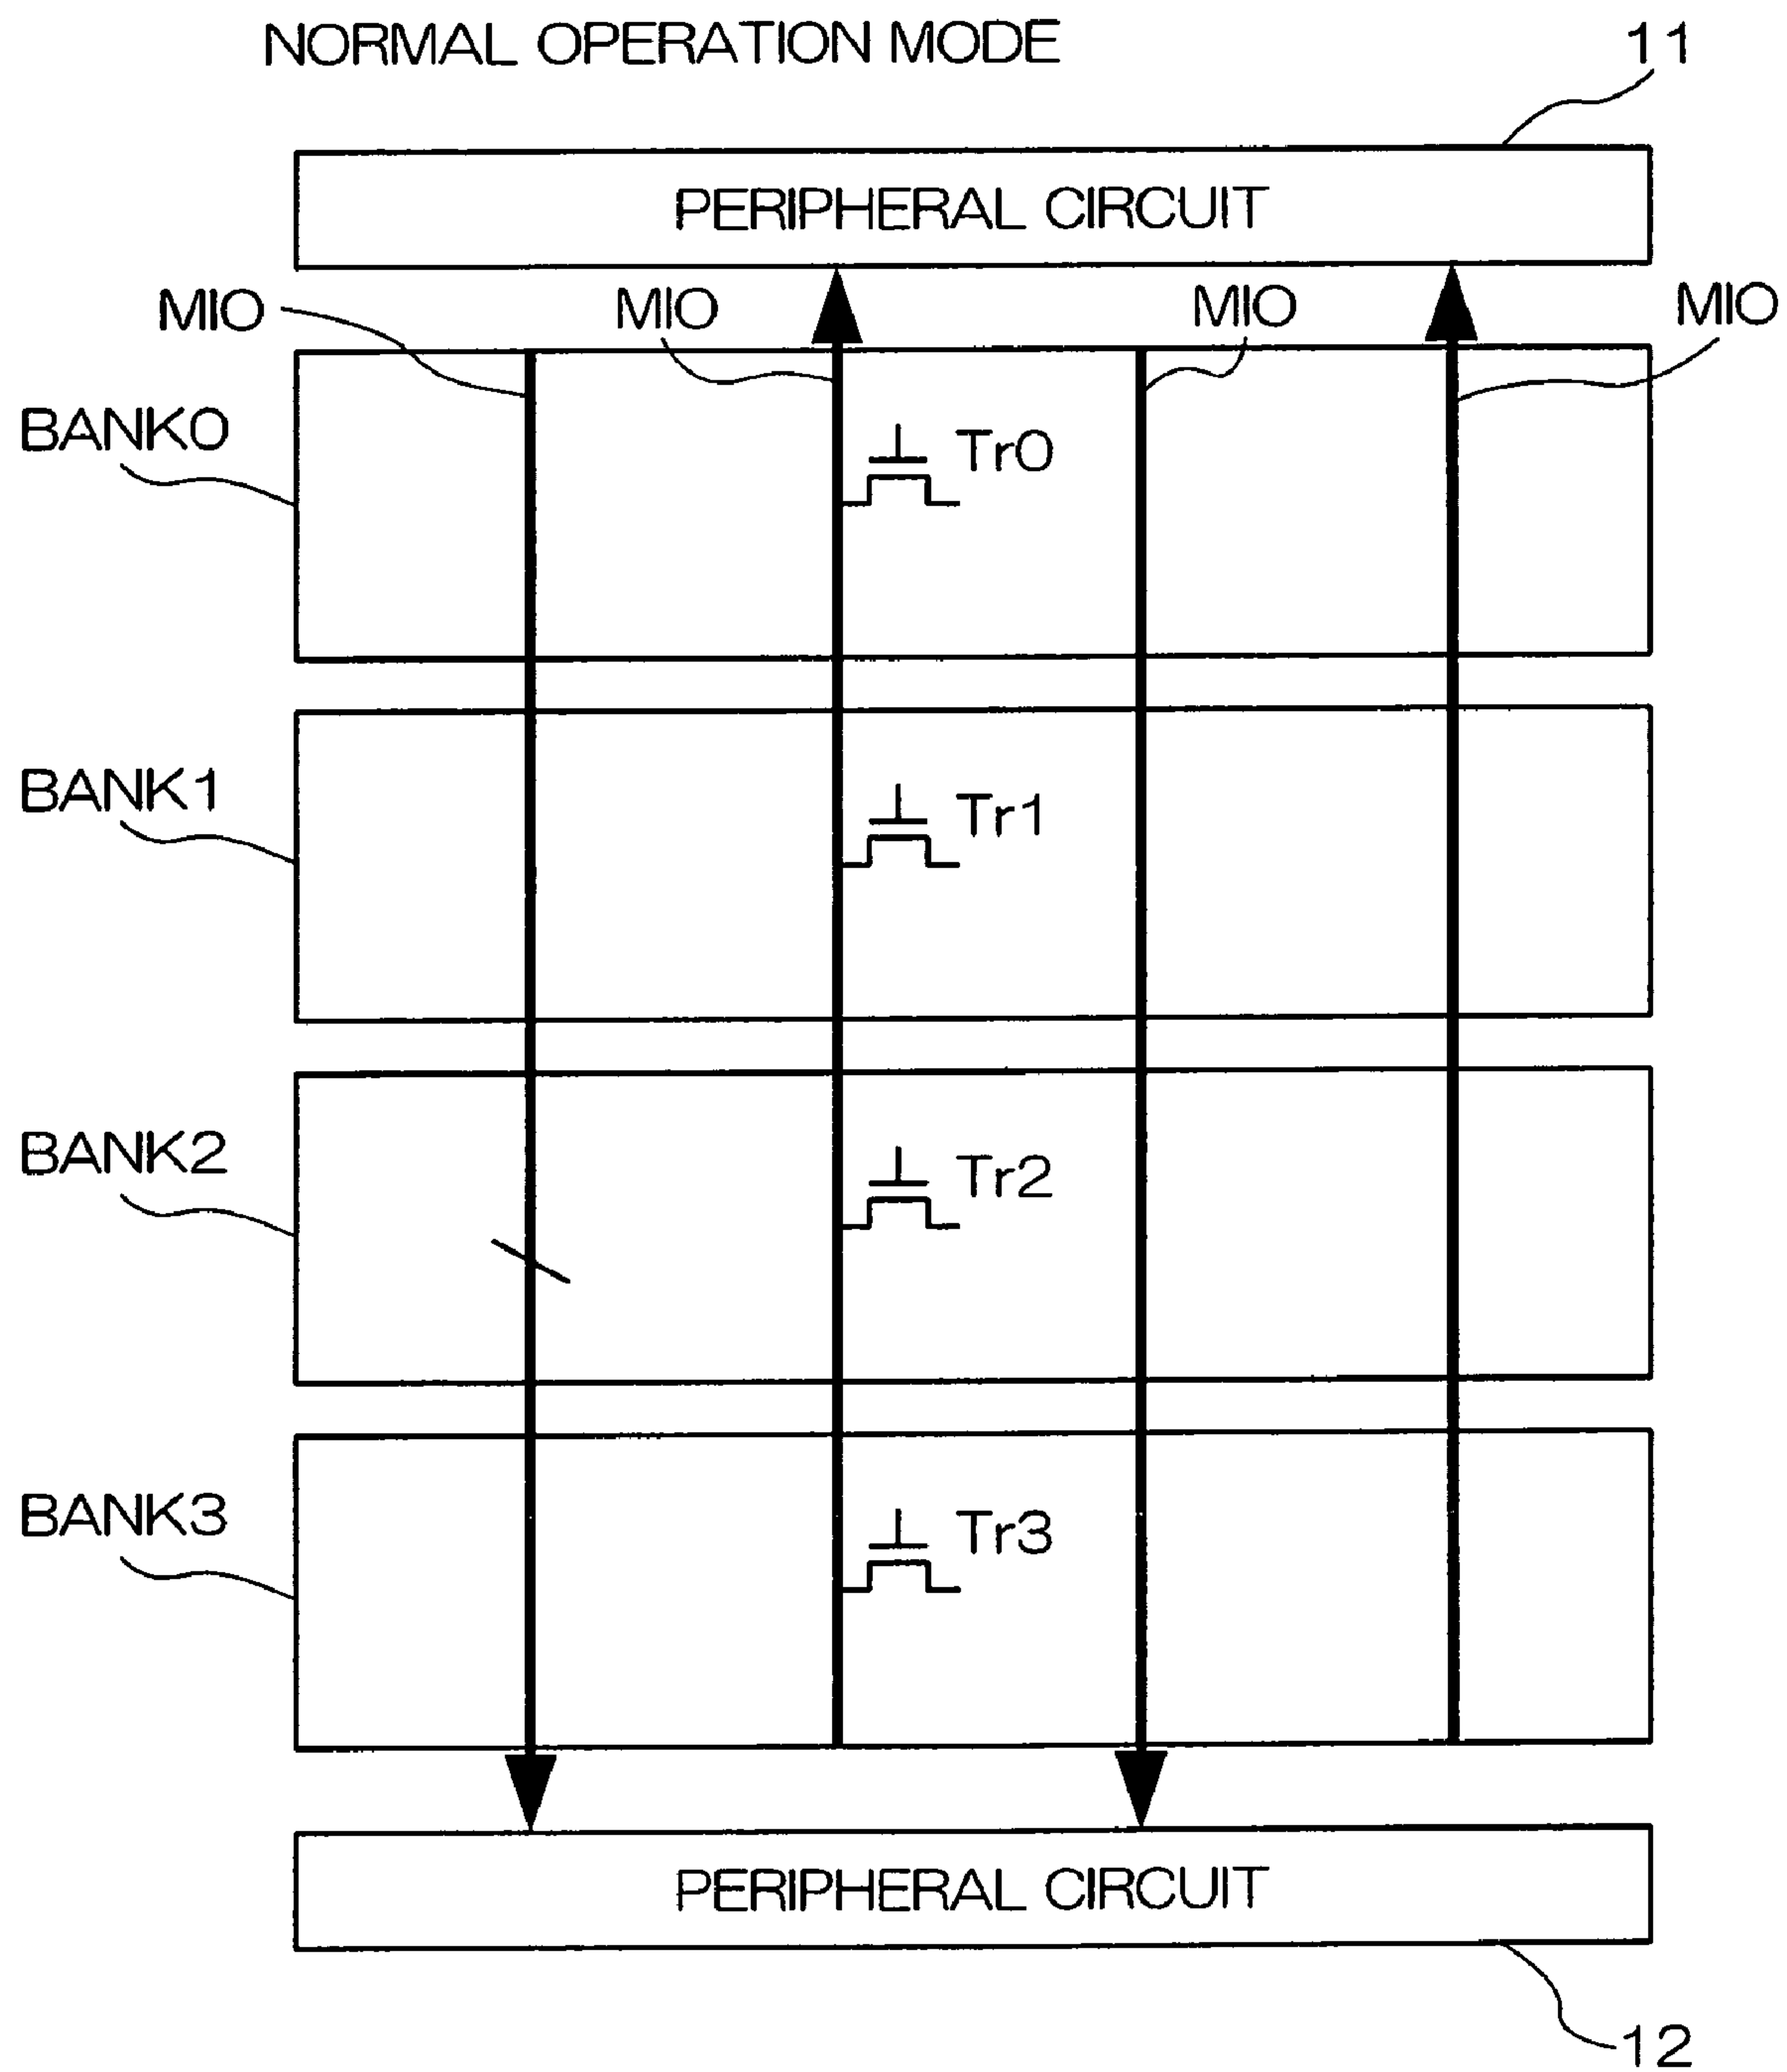 NORMAL OPERATION MODE
11
PERIPHERAL CIRCUIT
MIO
MIO
MIO
MIO
BANK0
Tr0
BANK1
Tr1
BANK2
Tr2
BANK3
Tr3
PERIPHERAL CIRCUIT
12